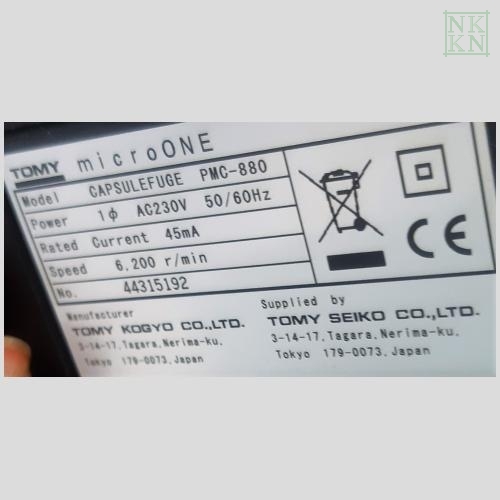 NK
KN
TOMY microONE
Model CAPSULEFUGE PMC-880
Power 1ϕ AC230V 50/60Hz
Rated Current 45mA
Speed 6,200 r/min
No. 44315192
CE
Manufacturer
TOMY KOGYO CO.,LTD.
3-14-17,Tagara,Nerima-ku,
Tokyo 179-0073,Japan
Supplied by
TOMY SEIKO CO.,LTD.
3-14-17,Tagara,Nerima-ku,
Tokyo 179-0073,Japan